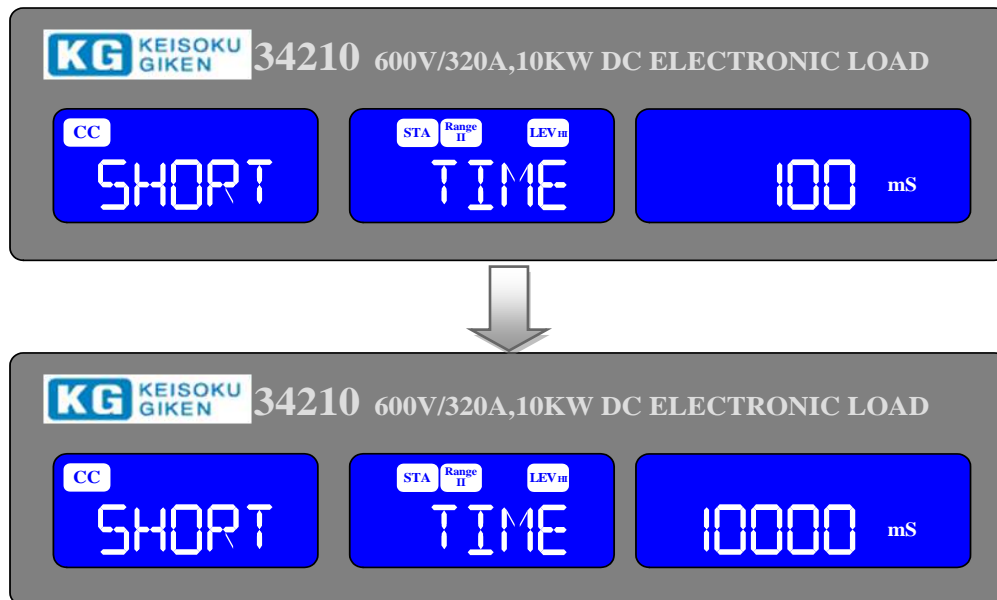 KG KEISOKU GIKEN 34210 600V/320A,10KW DC ELECTRONIC LOAD
CC STA Range II LEV HI
SHORT TIME 100 mS
KG KEISOKU GIKEN 34210 600V/320A,10KW DC ELECTRONIC LOAD
CC STA Range II LEV HI
SHORT TIME 10000 mS